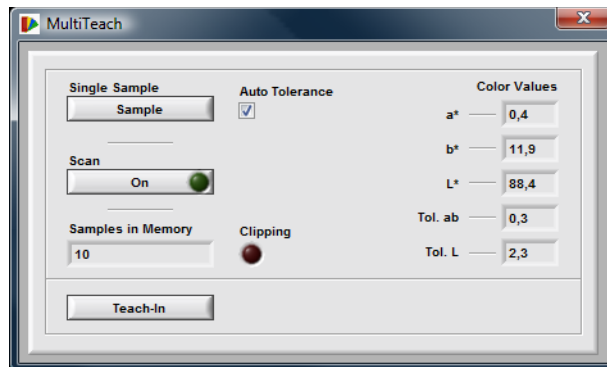 MultiTeach
Single Sample
Sample
Auto Tolerance
Color Values
a* 0,4
b* 11,9
Scan
On
L* 88,4
Samples in Memory
10
Clipping
Tol. ab 0,3
Tol. L 2,3
Teach-In